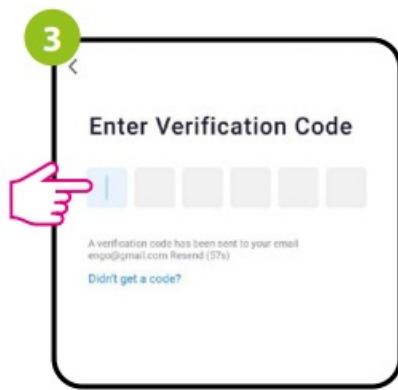 3
Enter Verification Code
A verification code has been sent to your email
engo@gmail.com Resend (57s)
Didn't get a code?